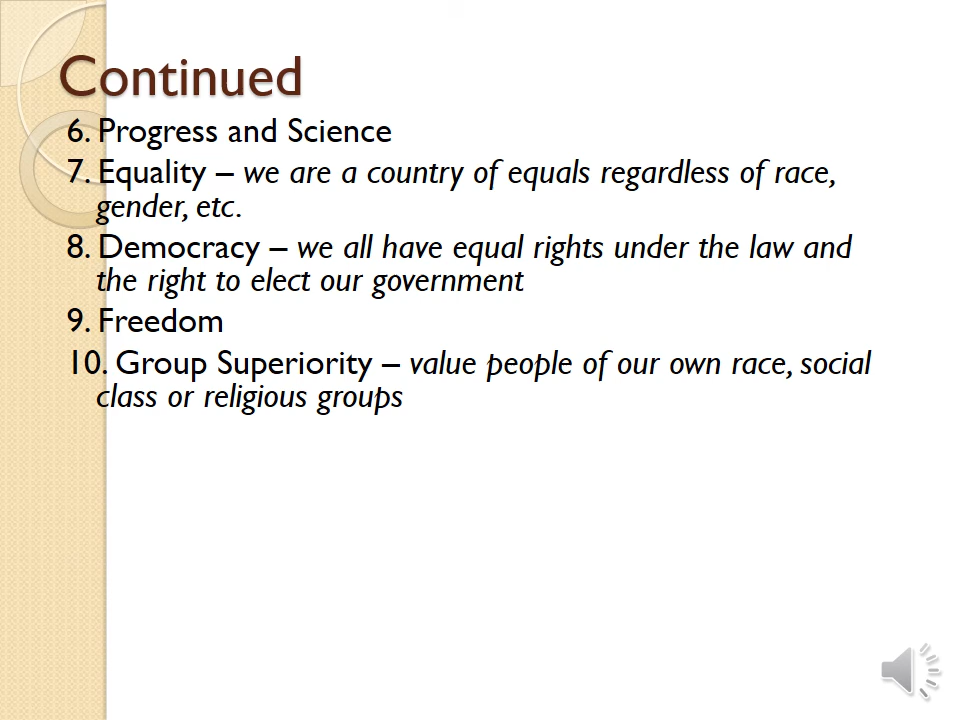 Continued
6. Progress and Science
7. Equality – we are a country of equals regardless of race,
gender, etc.
8. Democracy – we all have equal rights under the law and
the right to elect our government
9. Freedom
10. Group Superiority – value people of our own race, social
class or religious groups